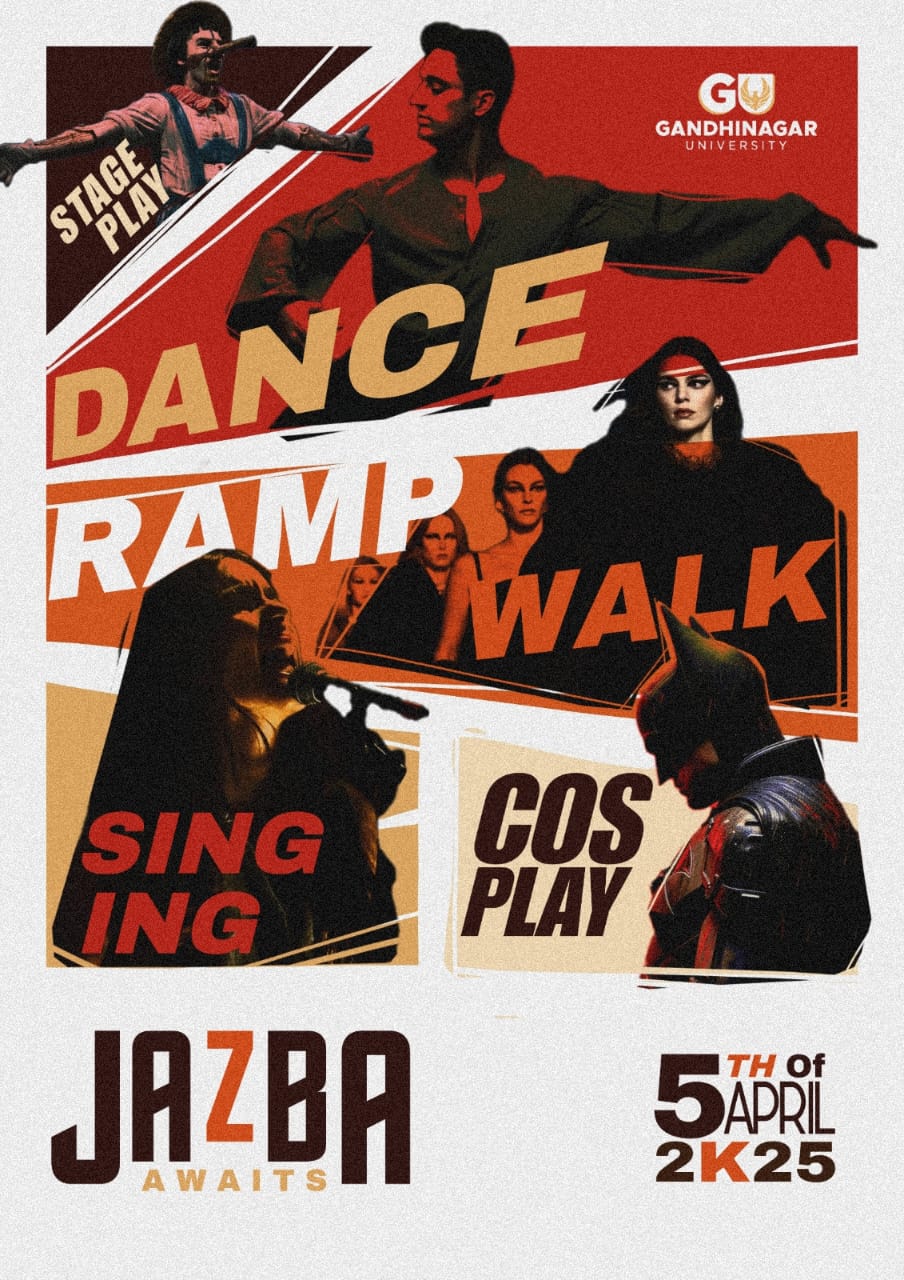 STAGE
PLAY
GU
GANDHINAGAR
UNIVERSITY
DANCE
RAMP
WALK
SING
ING
COS
PLAY
JAZBA
AWAITS
5TH Of
APRIL
2K25